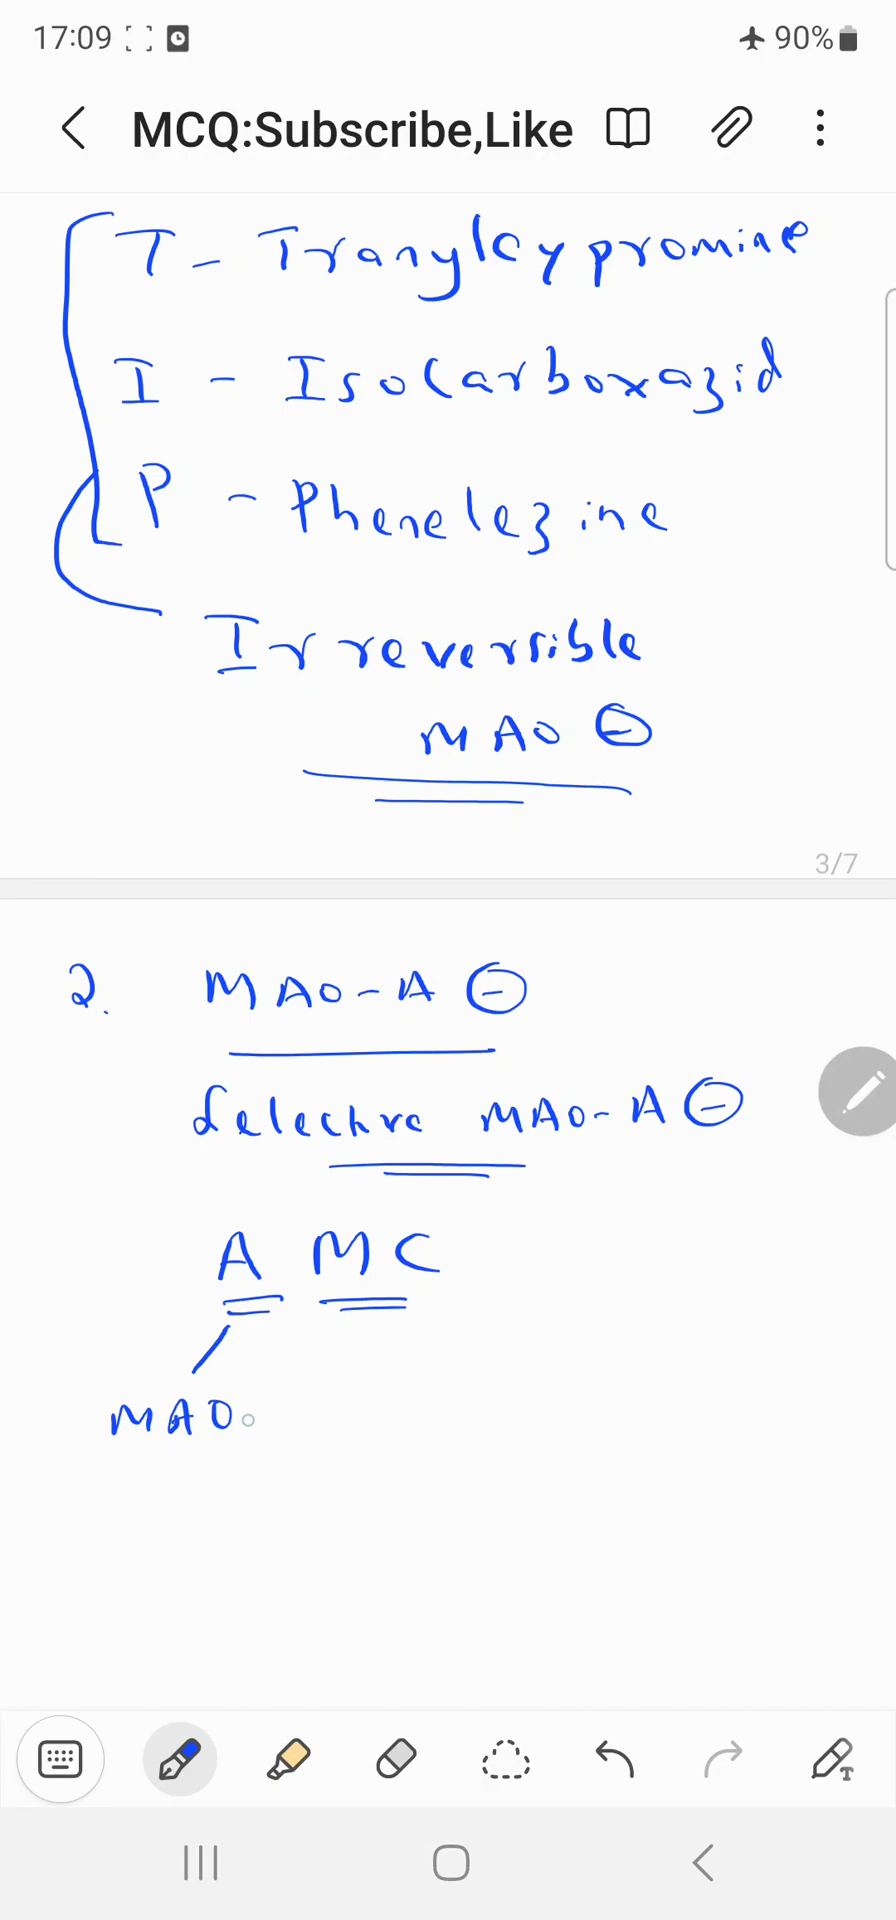 17:09 90%
MCQ:Subscribe,Like
T - Tranylcypromine
I - Isocarboxazid
P - Phenelezine
Irreversible
MAO ⊖
3/7
2. MAO-A ⊖
Selective MAO-A ⊖
A MC
MAO